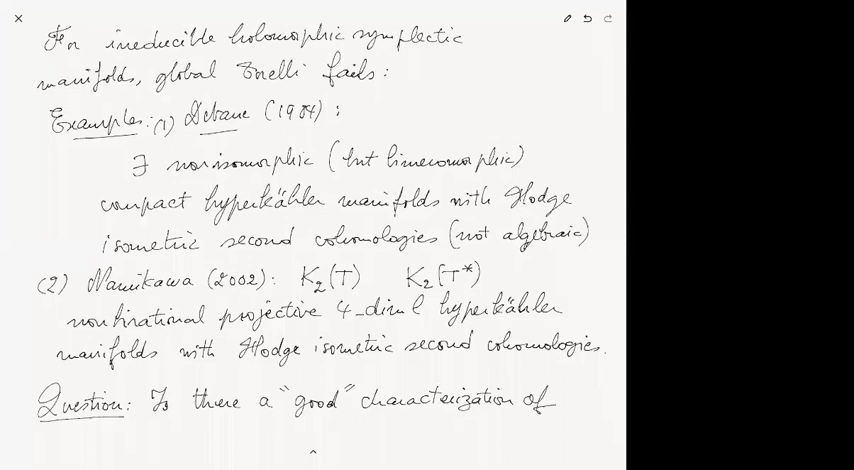 For irreducible holomorphic symplectic
manifolds, global Torelli fails:
Examples: (1) Debarre (1984):
∃ nonisomorphic (but bimeromorphic)
compact hyperkähler manifolds with Hodge
isometric second cohomologies (not algebraic)
(2) Namikawa (2002): K₂(T) K₂(T*)
nonbirational projective 4-dim'l hyperkähler
manifolds with Hodge isometric second cohomologies.
Question: Is there a "good" characterization of